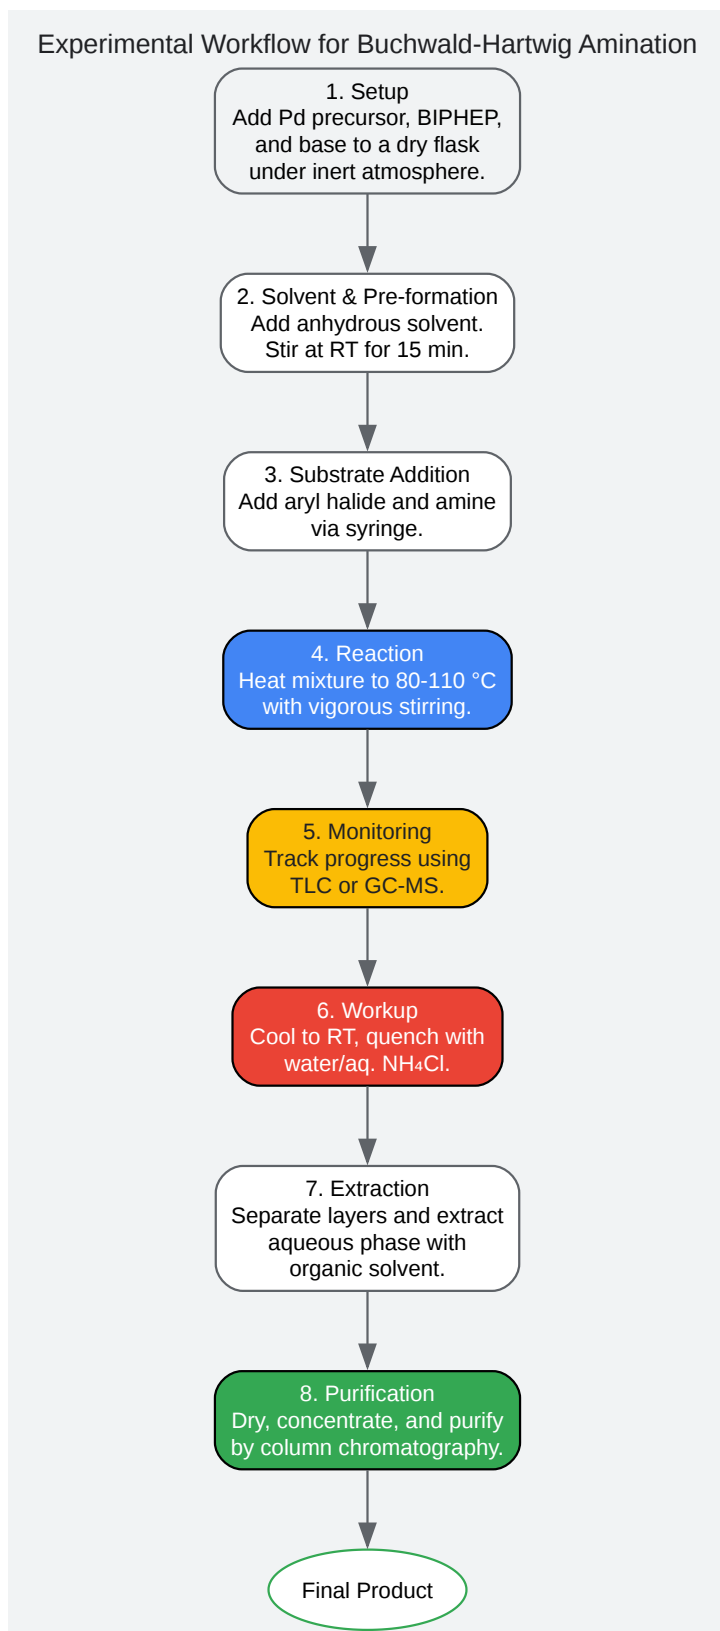 Experimental Workflow for Buchwald-Hartwig Amination
1. Setup
Add Pd precursor, BIPHEP,
and base to a dry flask
under inert atmosphere.
2. Solvent & Pre-formation
Add anhydrous solvent.
Stir at RT for 15 min.
3. Substrate Addition
Add aryl halide and amine
via syringe.
4. Reaction
Heat mixture to 80-110 °C
with vigorous stirring.
5. Monitoring
Track progress using
TLC or GC-MS.
6. Workup
Cool to RT, quench with
water/aq. NH₄Cl.
7. Extraction
Separate layers and extract
aqueous phase with
organic solvent.
8. Purification
Dry, concentrate, and purify
by column chromatography.
Final Product